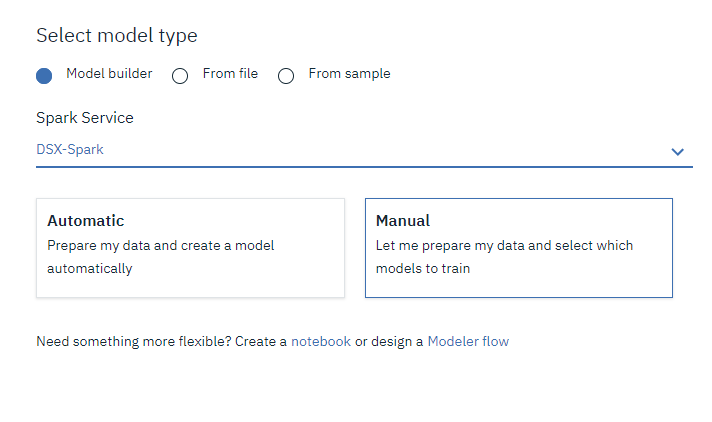 Select model type
Model builder From file From sample
Spark Service
DSX-Spark
Automatic
Prepare my data and create a model
automatically
Manual
Let me prepare my data and select which
models to train
Need something more flexible? Create a notebook or design a Modeler flow